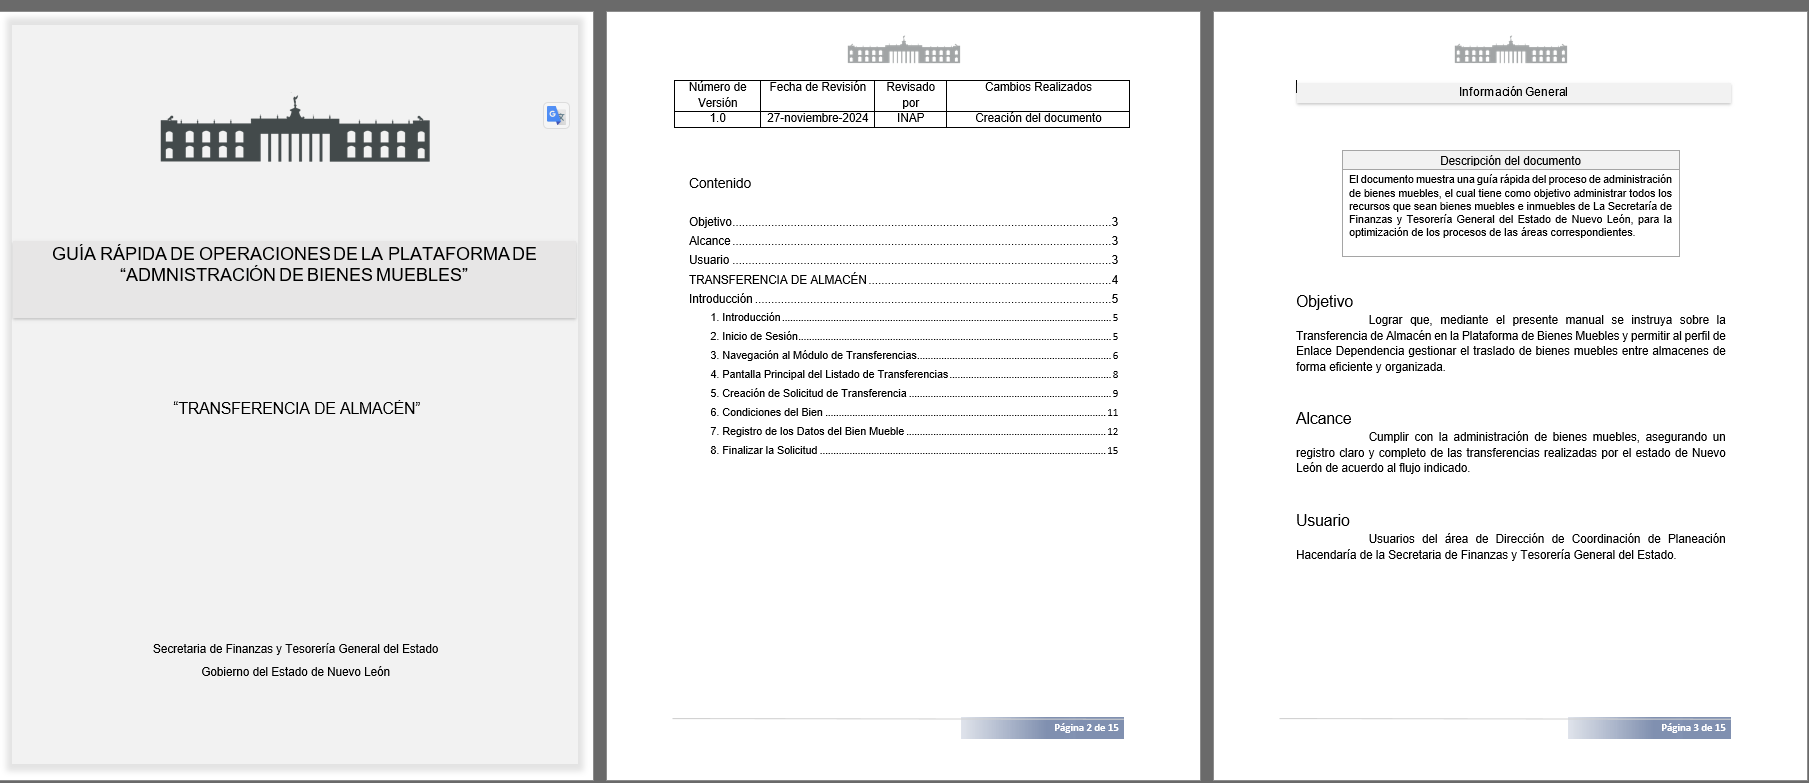 GUÍA RÁPIDA DE OPERACIONES DE LA PLATAFORMA DE
“ADMNISTRACIÓN DE BIENES MUEBLES”
“TRANSFERENCIA DE ALMACÉN”
Secretaria de Finanzas y Tesorería General del Estado
Gobierno del Estado de Nuevo León
Número de Versión Fecha de Revisión Revisado por Cambios Realizados
1.0 27-noviembre-2024 INAP Creación del documento
Contenido
Objetivo 3
Alcance 3
Usuario 3
TRANSFERENCIA DE ALMACÉN 4
Introducción 5
1. Introducción 5
2. Inicio de Sesión 5
3. Navegación al Módulo de Transferencias 6
4. Pantalla Principal del Listado de Transferencias 8
5. Creación de Solicitud de Transferencia 9
6. Condiciones del Bien 11
7. Registro de los Datos del Bien Mueble 12
8. Finalizar la Solicitud 15
Página 2 de 15
Información General
Descripción del documento
El documento muestra una guía rápida del proceso de administración
de bienes muebles, el cual tiene como objetivo administrar todos los
recursos que sean bienes muebles e inmuebles de La Secretaría de
Finanzas y Tesorería General del Estado de Nuevo León, para la
optimización de los procesos de las áreas correspondientes.
Objetivo
Lograr que, mediante el presente manual se instruya sobre la
Transferencia de Almacén en la Plataforma de Bienes Muebles y permitir al perfil de
Enlace Dependencia gestionar el traslado de bienes muebles entre almacenes de
forma eficiente y organizada.
Alcance
Cumplir con la administración de bienes muebles, asegurando un
registro claro y completo de las transferencias realizadas por el estado de Nuevo
León de acuerdo al flujo indicado.
Usuario
Usuarios del área de Dirección de Coordinación de Planeación
Hacendaría de la Secretaria de Finanzas y Tesorería General del Estado.
Página 3 de 15